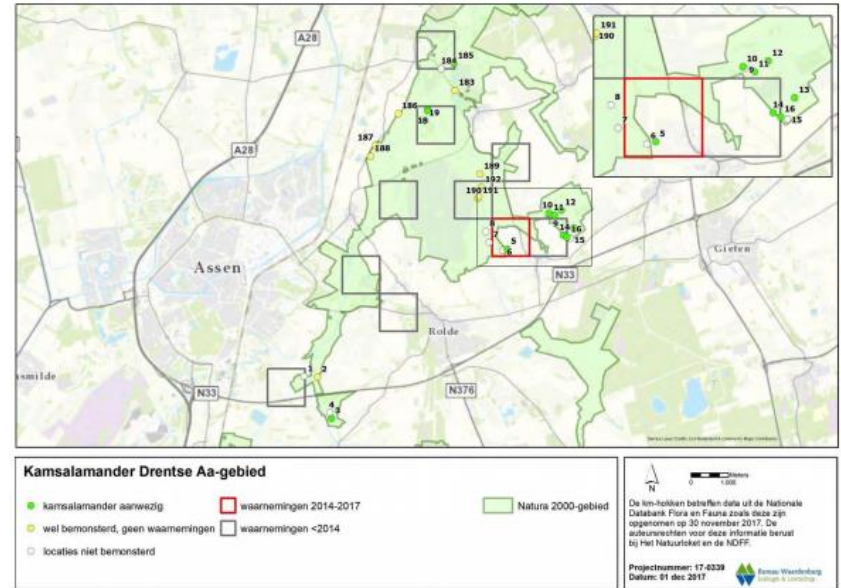 A28
191
190
185
184
183
10
12
11
9
8
13
14
16
15
7
6
5
19
18
186
187
188
A28
189
192
190
191
10
11
12
9
8
7
14
16
15
5
6
Gieten
Assen
N33
Rolde
1
2
N33
N376
4
3
Kamsalamander Drentse Aa-gebied
kamsalamander aanwezig
waarnemingen 2014-2017
Natura 2000-gebied
wel bemonsterd, geen waarnemingen
waarnemingen <2014
locaties niet bemonsterd
N
Meters
0 1.000
De km-hokken betreffen data uit de Nationale
Databank Flora en Fauna zoals deze zijn
opgenomen op 30 november 2017. De
auteursrechten voor deze informatie berust
bij Het Natuurloket en de NDFF.
Projectnummer: 17-0339
Datum: 01 dec 2017
Bureau Waardenburg